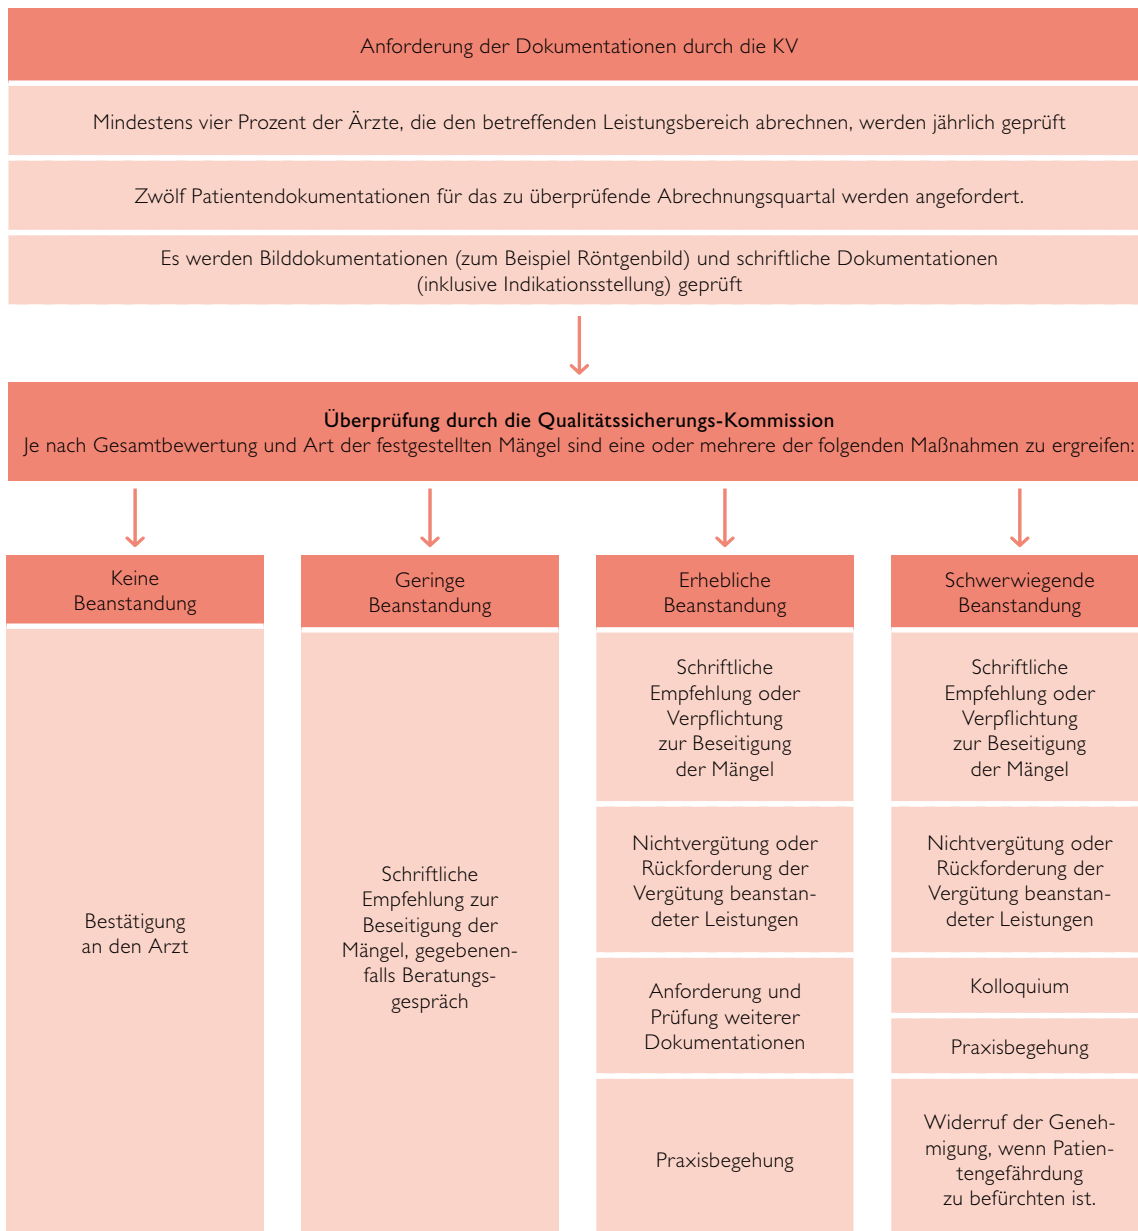 Anforderung der Dokumentationen durch die KV
Mindestens vier Prozent der Ärzte, die den betreffenden Leistungsbereich abrechnen, werden jährlich geprüft
Zwölf Patientendokumentationen für das zu überprüfende Abrechnungsquartal werden angefordert.
Es werden Bilddokumentationen (zum Beispiel Röntgenbild) und schriftliche Dokumentationen
(inklusive Indikationsstellung) geprüft
Überprüfung durch die Qualitätssicherungs-Kommission
Je nach Gesamtbewertung und Art der festgestellten Mängel sind eine oder mehrere der folgenden Maßnahmen zu ergreifen:
Keine
Beanstandung
Bestätigung
an den Arzt
Geringe
Beanstandung
Schriftliche
Empfehlung zur
Beseitigung der
Mängel, gegebenen-
falls Beratungs-
gespräch
Erhebliche
Beanstandung
Schriftliche
Empfehlung oder
Verpflichtung
zur Beseitigung
der Mängel
Nichtvergütung oder
Rückforderung der
Vergütung beanstan-
deter Leistungen
Anforderung und
Prüfung weiterer
Dokumentationen
Praxisbegehung
Schwerwiegende
Beanstandung
Schriftliche
Empfehlung oder
Verpflichtung
zur Beseitigung
der Mängel
Nichtvergütung oder
Rückforderung der
Vergütung beanstan-
deter Leistungen
Kolloquium
Praxisbegehung
Widerruf der Geneh-
migung, wenn Patien-
tengefährdung
zu befürchten ist.